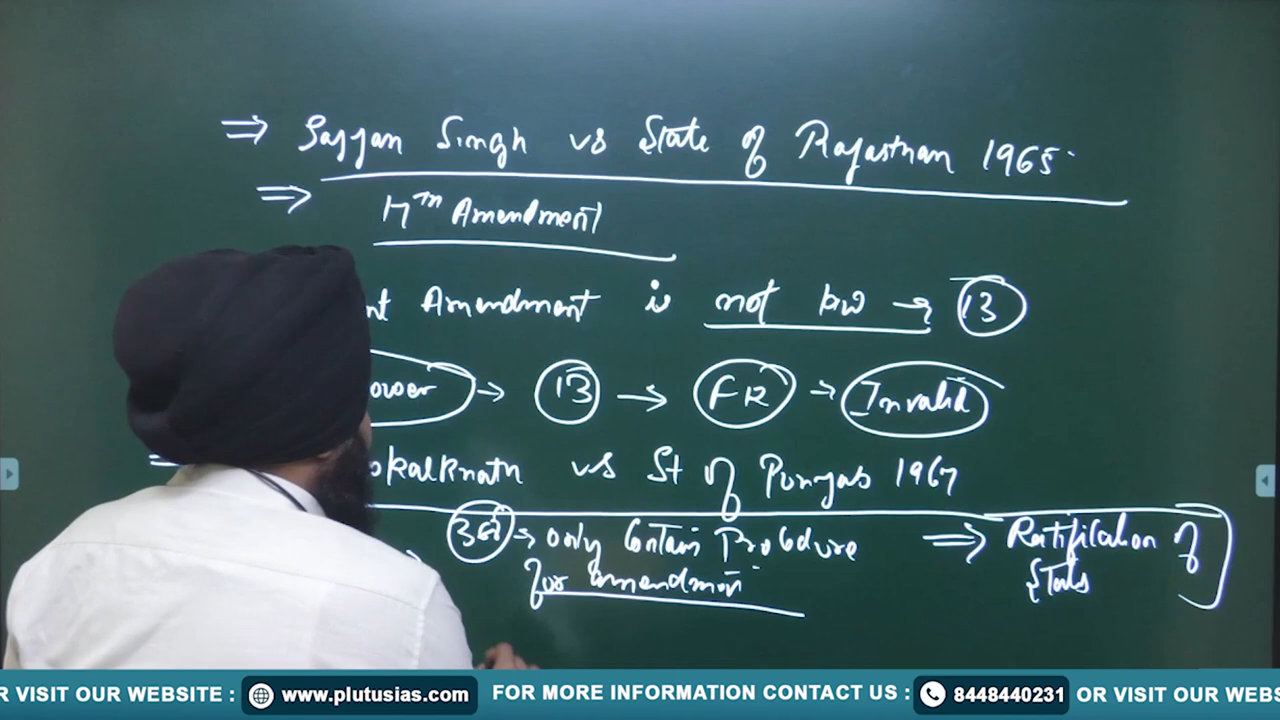 ⇒ Sajjan Singh vs State of Rajasthan 1965
⇒ 17th Amendment
nt Amendment is not law → 13
ower → 13 → FR → Invalid
okalknath vs St of Punjab 1967
368 → only Contain Procedure ⇒ Ratification of
for amendment States
R VISIT OUR WEBSITE : www.plutusias.com FOR MORE INFORMATION CONTACT US : 8448440231 OR VISIT OUR WEBS